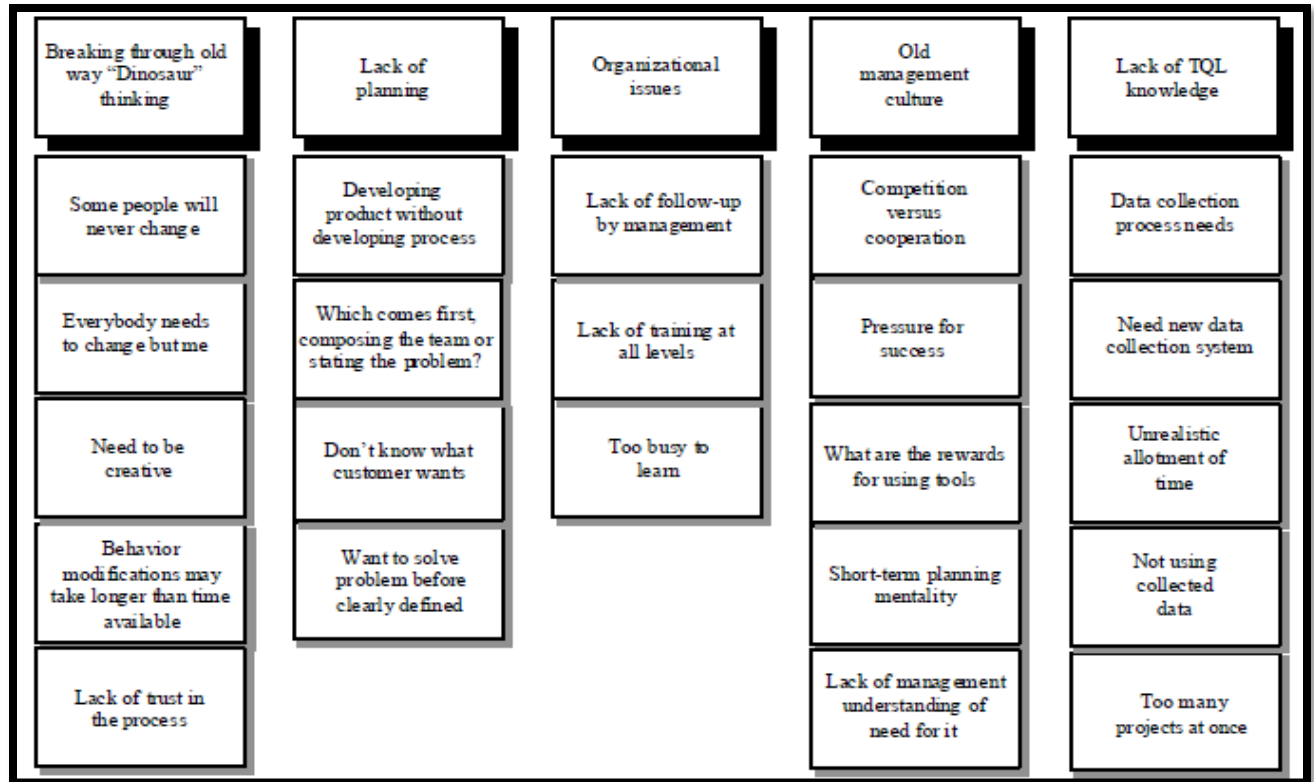 Breaking through old
way “Dinosaur”
thinking
Lack of
planning
Organizational
issues
Old
management
culture
Lack of TQL
knowledge
Some people will
never change
Everybody needs
to change but me
Need to be
creative
Behavior
modifications may
take longer than time
available
Lack of trust in
the process
Developing
product without
developing process
Which comes first,
composing the team or
stating the problem?
Don’t know what
customer wants
Want to solve
problem before
clearly defined
Lack of follow-up
by management
Lack of training at
all levels
Too busy to
learn
Competition
versus
cooperation
Pressure for
success
What are the rewards
for using tools
Short-term planning
mentality
Lack of management
understanding of
need for it
Data collection
process needs
Need new data
collection system
Unrealistic
allotment of
time
Not using
collected
data
Too many
projects at once